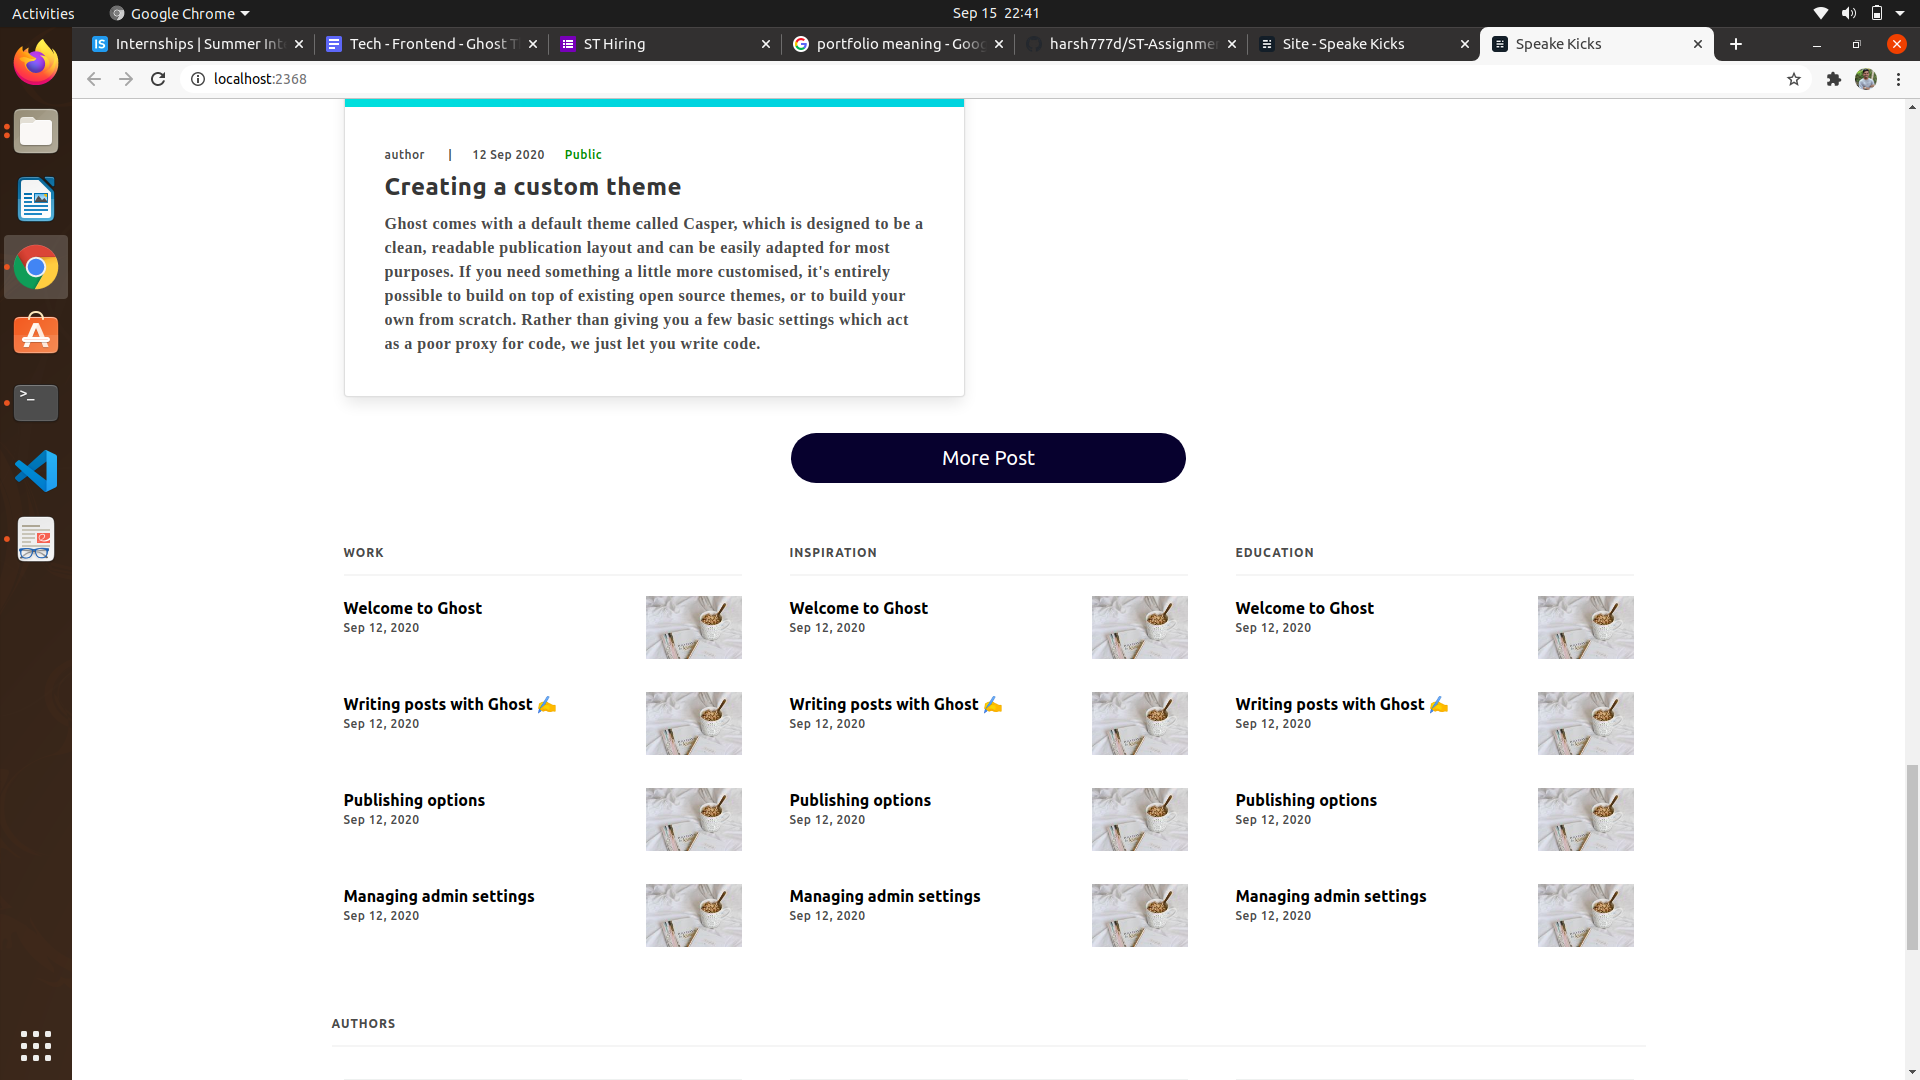 Activities
Google Chrome
Sep 15 22:41
Internships | Summer Int
Tech - Frontend - Ghost T
ST Hiring
portfolio meaning - Goog
harsh777d/ST-Assignmen
Site - Speake Kicks
Speake Kicks
localhost:2368
author | 12 Sep 2020 Public
Creating a custom theme
Ghost comes with a default theme called Casper, which is designed to be a
clean, readable publication layout and can be easily adapted for most
purposes. If you need something a little more customised, it's entirely
possible to build on top of existing open source themes, or to build your
own from scratch. Rather than giving you a few basic settings which act
as a poor proxy for code, we just let you write code.
More Post
WORK
Welcome to Ghost
Sep 12, 2020
Writing posts with Ghost ✍️
Sep 12, 2020
Publishing options
Sep 12, 2020
Managing admin settings
Sep 12, 2020
INSPIRATION
Welcome to Ghost
Sep 12, 2020
Writing posts with Ghost ✍️
Sep 12, 2020
Publishing options
Sep 12, 2020
Managing admin settings
Sep 12, 2020
EDUCATION
Welcome to Ghost
Sep 12, 2020
Writing posts with Ghost ✍️
Sep 12, 2020
Publishing options
Sep 12, 2020
Managing admin settings
Sep 12, 2020
AUTHORS